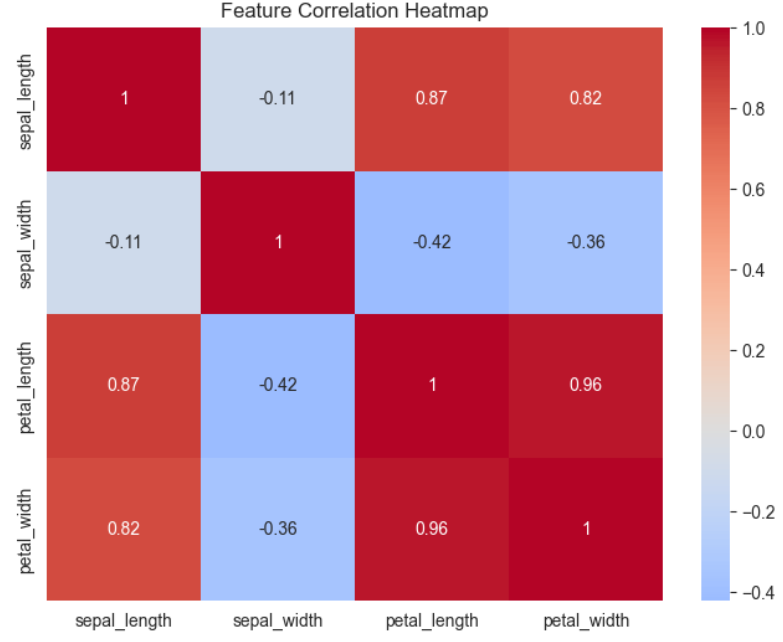 Feature Correlation Heatmap
sepal_length 1 -0.11 0.87 0.82
sepal_width -0.11 1 -0.42 -0.36
petal_length 0.87 -0.42 1 0.96
petal_width 0.82 -0.36 0.96 1
sepal_length sepal_width petal_length petal_width
1.0
0.8
0.6
0.4
0.2
0.0
−0.2
−0.4